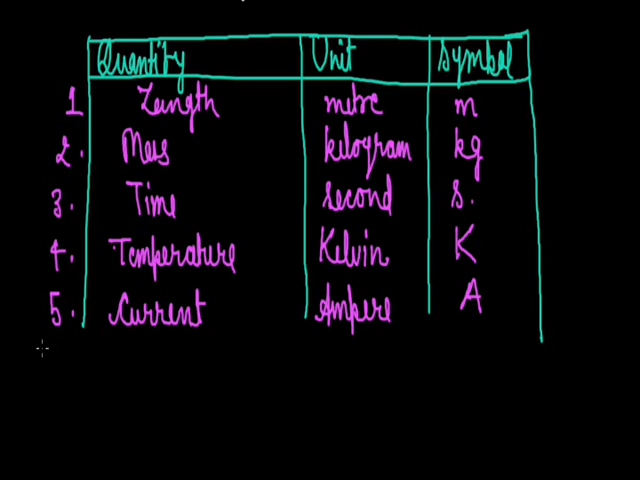 Quantity Unit Symbol
1 Length metre m
2. Mass kilogram kg
3. Time second s.
4. Temperature Kelvin K
5. Current Ampere A